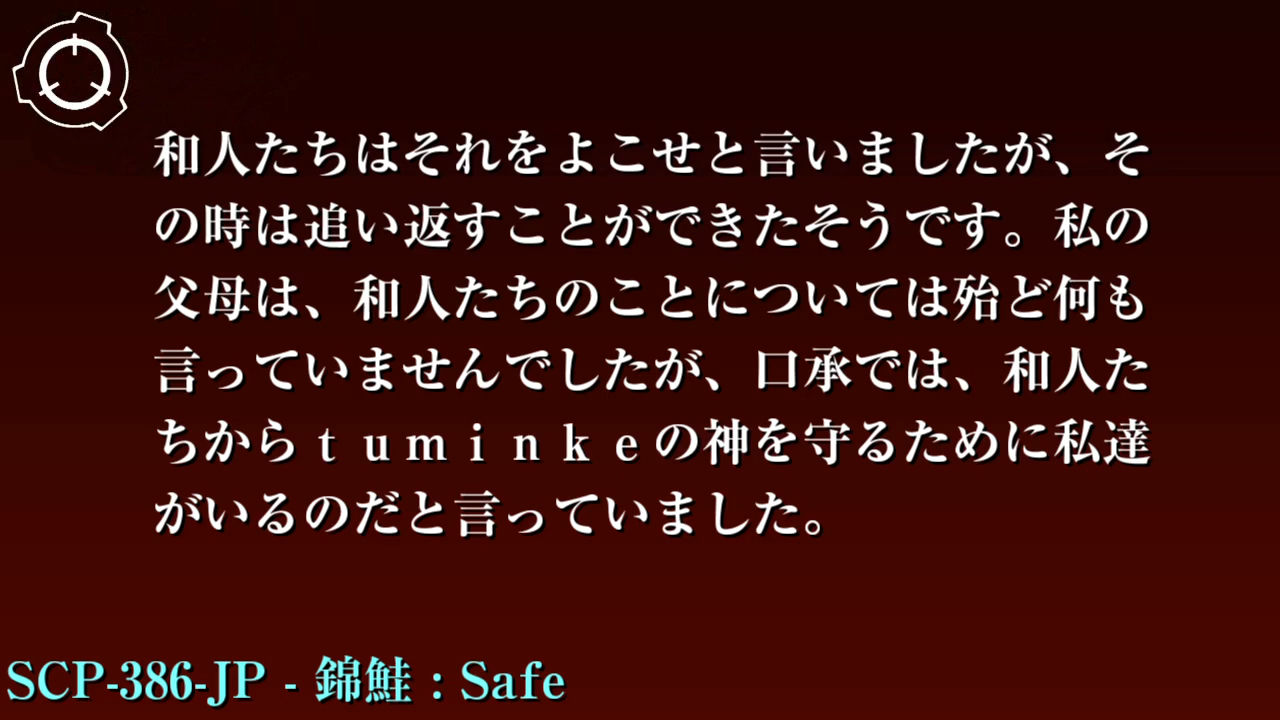 和人たちはそれをよこせと言いましたが、そ
の時は追い返すことができたそうです。私の
父母は、和人たちのことについては殆ど何も
言っていませんでしたが、口承では、和人た
ちからｔｕｍｉｎｋｅの神を守るために私達
がいるのだと言っていました。
SCP-386-JP - 錦鮭：Safe